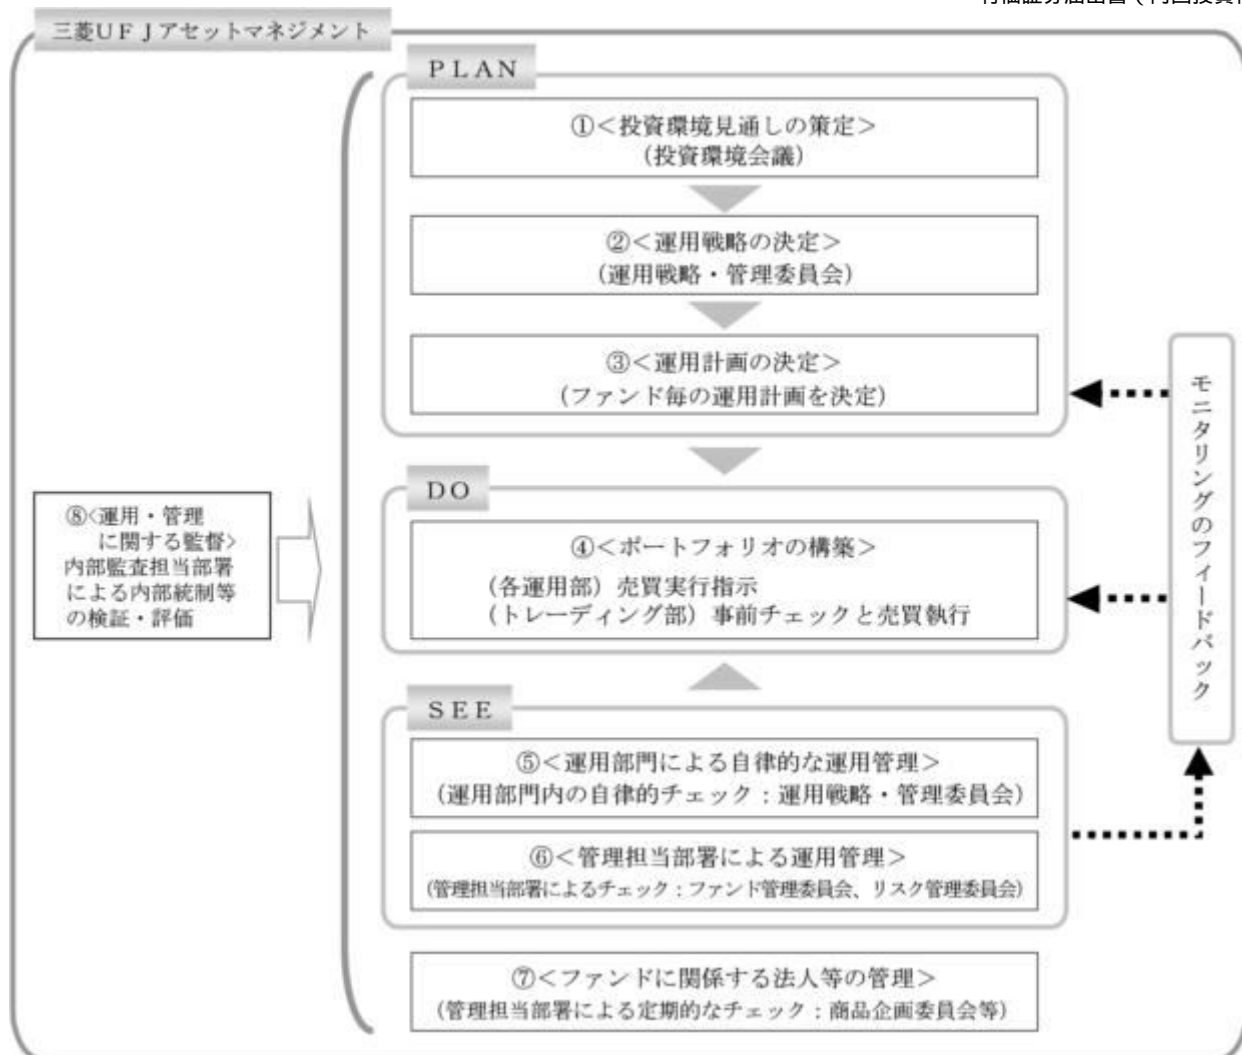 三菱UFJアセットマネジメント
PLAN
①＜投資環境見通しの策定＞
（投資環境会議）
②＜運用戦略の決定＞
（運用戦略・管理委員会）
③＜運用計画の決定＞
（ファンド毎の運用計画を決定）
DO
④＜ポートフォリオの構築＞
（各運用部）売買実行指示
（トレーディング部）事前チェックと売買執行
SEE
⑤＜運用部門による自律的な運用管理＞
（運用部門内の自律的チェック：運用戦略・管理委員会）
⑥＜管理担当部署による運用管理＞
（管理担当部署によるチェック：ファンド管理委員会、リスク管理委員会）
⑦＜ファンドに関係する法人等の管理＞
（管理担当部署による定期的なチェック：商品企画委員会等）
⑧<運用・管理
に関する監督>
内部監査担当部署
による内部統制等
の検証・評価
モニタリングのフィードバック